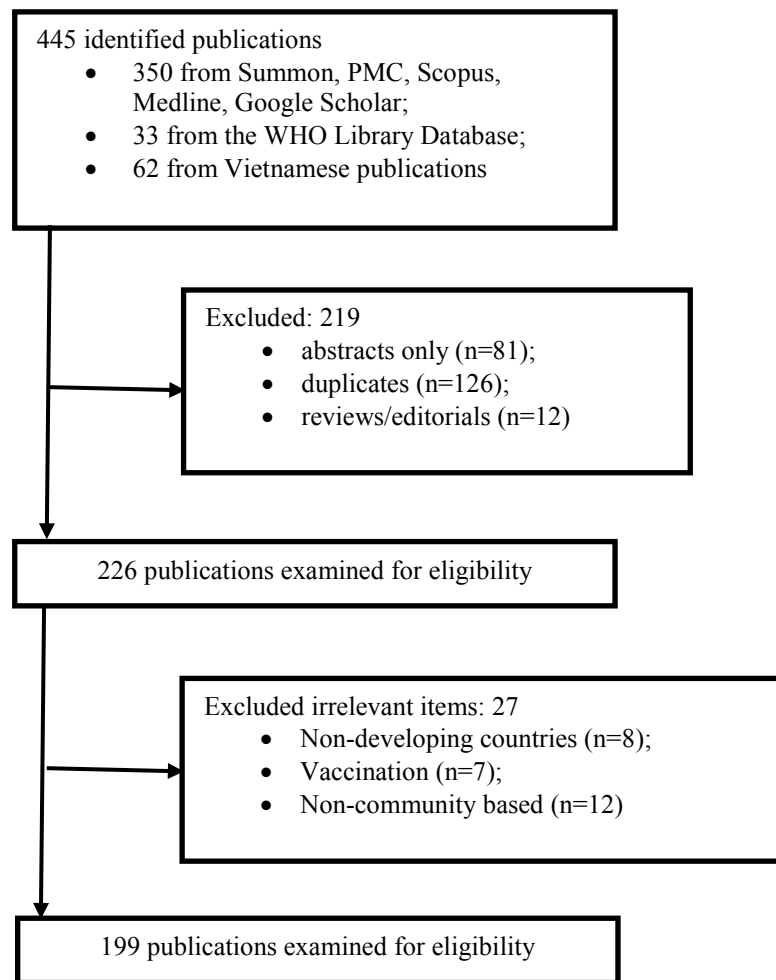 445 identified publications
• 350 from Summon, PMC, Scopus,
Medline, Google Scholar;
• 33 from the WHO Library Database;
• 62 from Vietnamese publications
Excluded: 219
• abstracts only (n=81);
• duplicates (n=126);
• reviews/editorials (n=12)
226 publications examined for eligibility
Excluded irrelevant items: 27
• Non-developing countries (n=8);
• Vaccination (n=7);
• Non-community based (n=12)
199 publications examined for eligibility